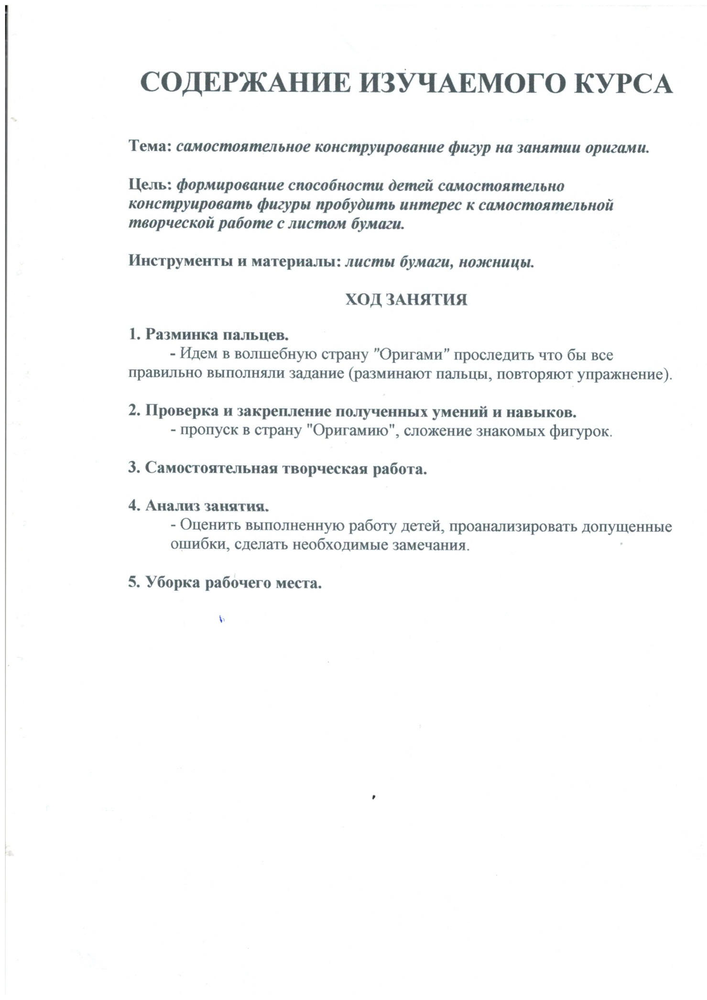 СОДЕРЖАНИЕ ИЗУЧАЕМОГО КУРСА
Тема: самостоятельное конструирование фигур на занятии оригами.
Цель: формирование способности детей самостоятельно
конструировать фигуры пробудить интерес к самостоятельной
творческой работе с листом бумаги.
Инструменты и материалы: листы бумаги, ножницы.
ХОД ЗАНЯТИЯ
1. Разминка пальцев.
- Идем в волшебную страну "Оригами" проследить что бы все
правильно выполняли задание (разминают пальцы, повторяют упражнение).
2. Проверка и закрепление полученных умений и навыков.
- пропуск в страну "Оригамию", сложение знакомых фигурок.
3. Самостоятельная творческая работа.
4. Анализ занятия.
- Оценить выполненную работу детей, проанализировать допущенные
ошибки, сделать необходимые замечания.
5. Уборка рабочего места.